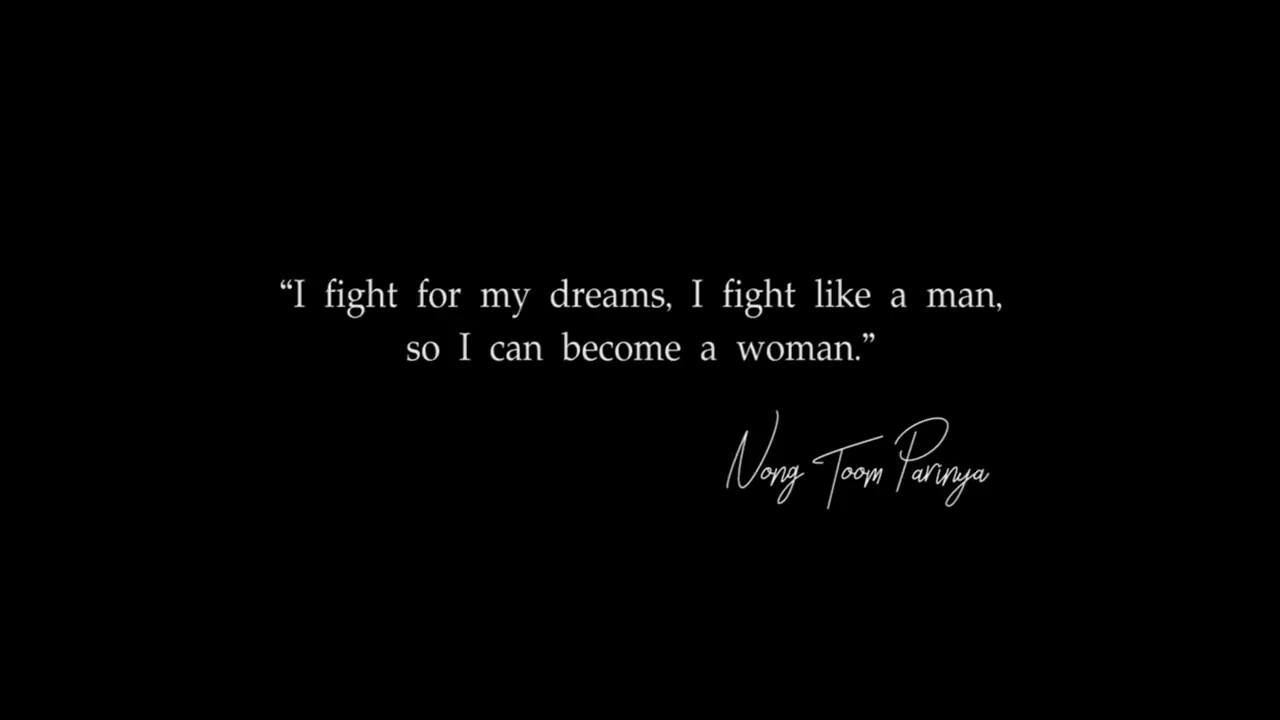 “I fight for my dreams, I fight like a man,
so I can become a woman.”
Nong Toom Parinya